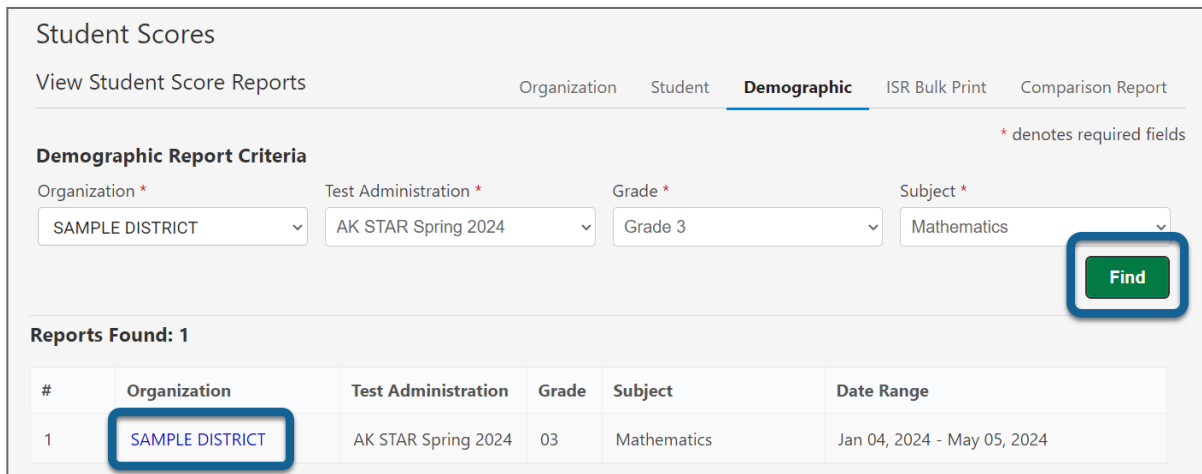 Student Scores
View Student Score Reports Organization Student Demographic ISR Bulk Print Comparison Report
* denotes required fields
Demographic Report Criteria
Organization * Test Administration * Grade * Subject *
SAMPLE DISTRICT AK STAR Spring 2024 Grade 3 Mathematics
Find
Reports Found: 1
# Organization Test Administration Grade Subject Date Range
1 SAMPLE DISTRICT AK STAR Spring 2024 03 Mathematics Jan 04, 2024 - May 05, 2024